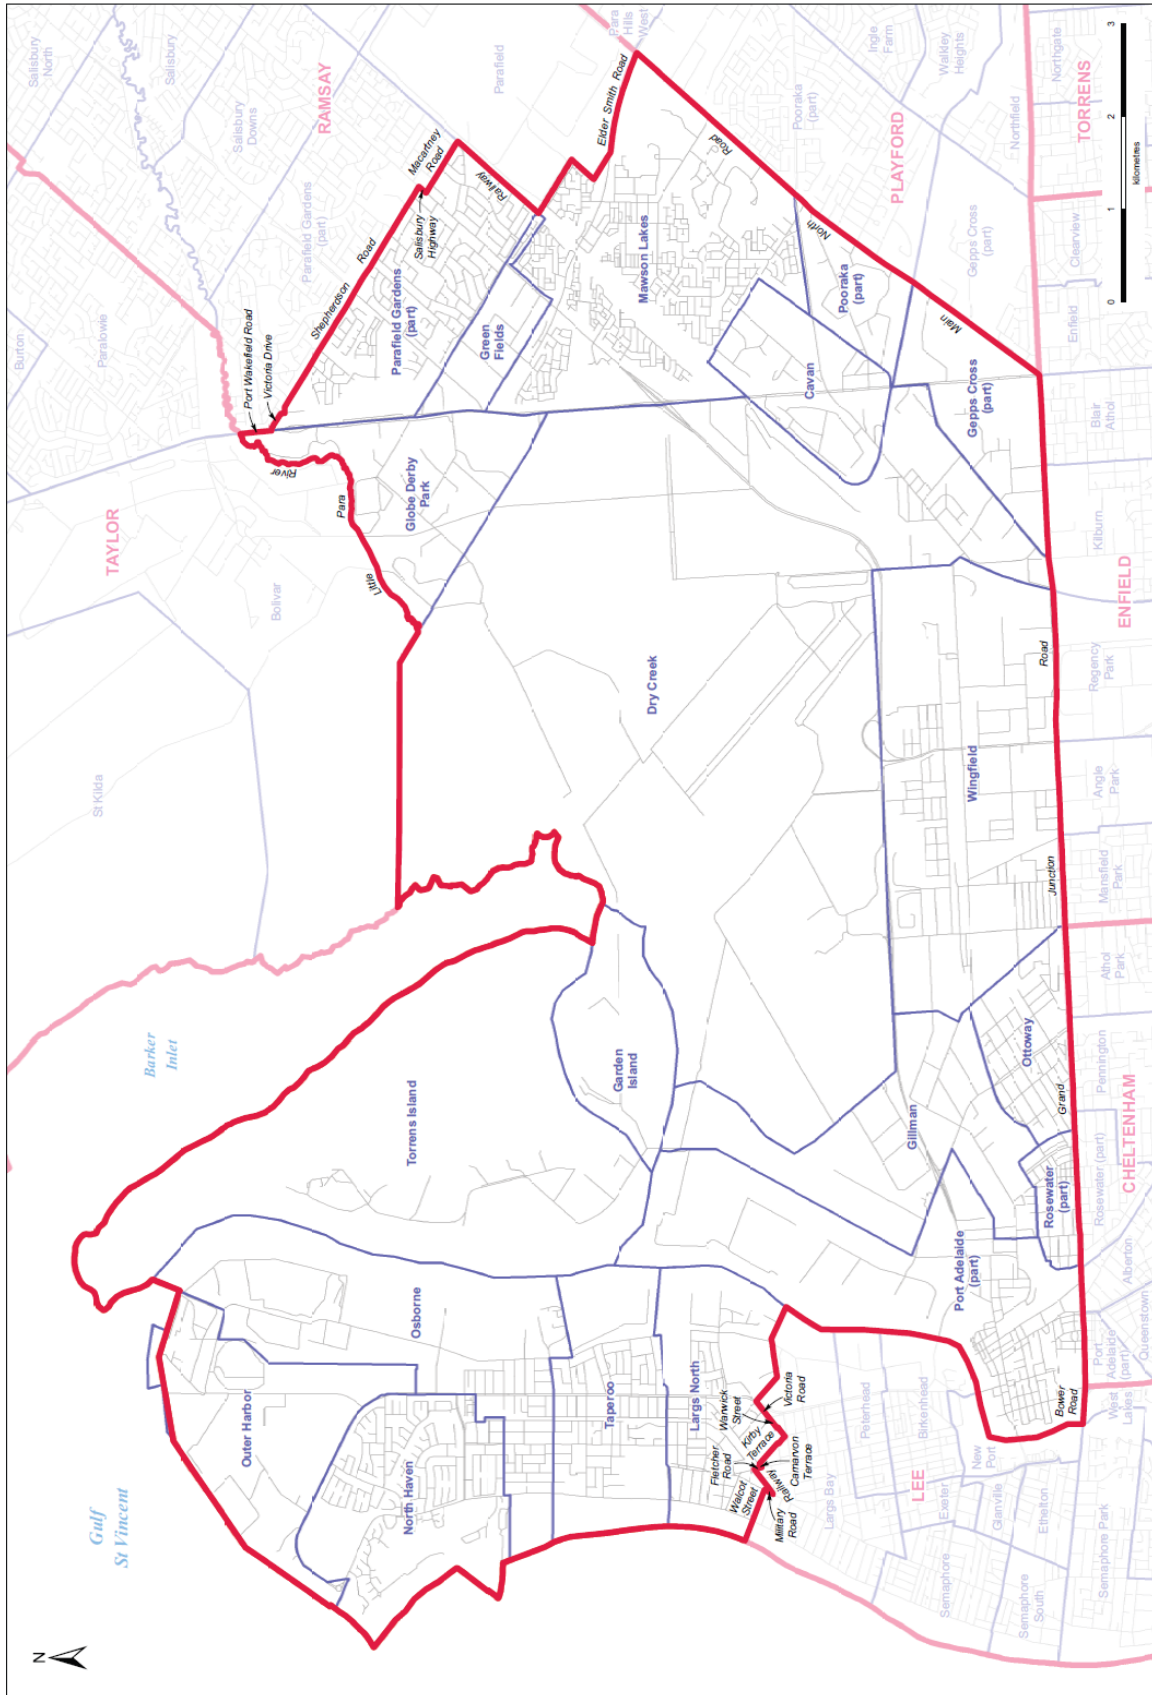 N
Gulf
St Vincent
Barker
Inlet
St Kilda
TAYLOR
Bolivar
Burton
Paralowie
Salisbury
North
Salisbury
Salisbury
Downs
RAMSAY
Parafield Gardens
(part)
Parafield
Para
Hills
West
Port Wakefield Road
Victoria Drive
Shepherdson
Road
Macartney
Road
Salisbury
Highway
Railway
Elder Smith Road
River
Para
Little
Globe Derby
Park
Parafield Gardens
(part)
Green
Fields
Mawson Lakes
Road
North
Main
Pooraka
(part)
Pooraka
(part)
Ingle
Farm
Walkley
Heights
PLAYFORD
Gepps Cross
(part)
Northfield
Northgate
TORRENS
Cavan
Gepps Cross
(part)
Clearview
Enfield
Blair
Athol
Kilburn
ENFIELD
Regency
Park
Angle
Park
Mansfield
Park
Athol
Park
Pennington
CHELTENHAM
Rosewater (part)
Alberton
Queenstown
Port
Adelaide
(part)
West
Lakes
Dry Creek
Wingfield
Road
Junction
Grand
Ottoway
Gillman
Rosewater
(part)
Port Adelaide
(part)
Bower
Road
Garden
Island
Torrens Island
Osborne
Outer Harbor
North Haven
Taperoo
Largs North
Victoria
Road
Warwick
Street
Kirby
Terrace
Fletcher
Road
Carnarvon
Terrace
Railway
Walcot
Street
Military
Road
Largs Bay
Peterhead
Birkenhead
LEE
New
Port
Exeter
Glanville
Ethelton
Semaphore
Semaphore
South
Semaphore Park
0
1
2
3
kilometres